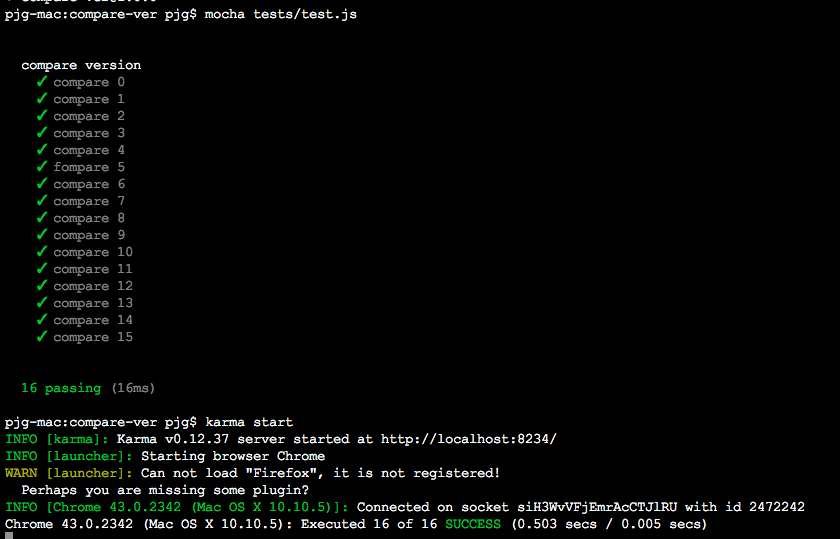 pjg-mac:compare-ver pjg$ mocha tests/test.js
compare version
✓ compare 0
✓ compare 1
✓ compare 2
✓ compare 3
✓ compare 4
✓ fompare 5
✓ compare 6
✓ compare 7
✓ compare 8
✓ compare 9
✓ compare 10
✓ compare 11
✓ compare 12
✓ compare 13
✓ compare 14
✓ compare 15
16 passing (16ms)
pjg-mac:compare-ver pjg$ karma start
INFO [karma]: Karma v0.12.37 server started at http://localhost:8234/
INFO [launcher]: Starting browser Chrome
WARN [launcher]: Can not load "Firefox", it is not registered!
Perhaps you are missing some plugin?
INFO [Chrome 43.0.2342 (Mac OS X 10.10.5)]: Connected on socket siH3WvVFjEmrAcCTJlRU with id 2472242
Chrome 43.0.2342 (Mac OS X 10.10.5): Executed 16 of 16 SUCCESS (0.503 secs / 0.005 secs)